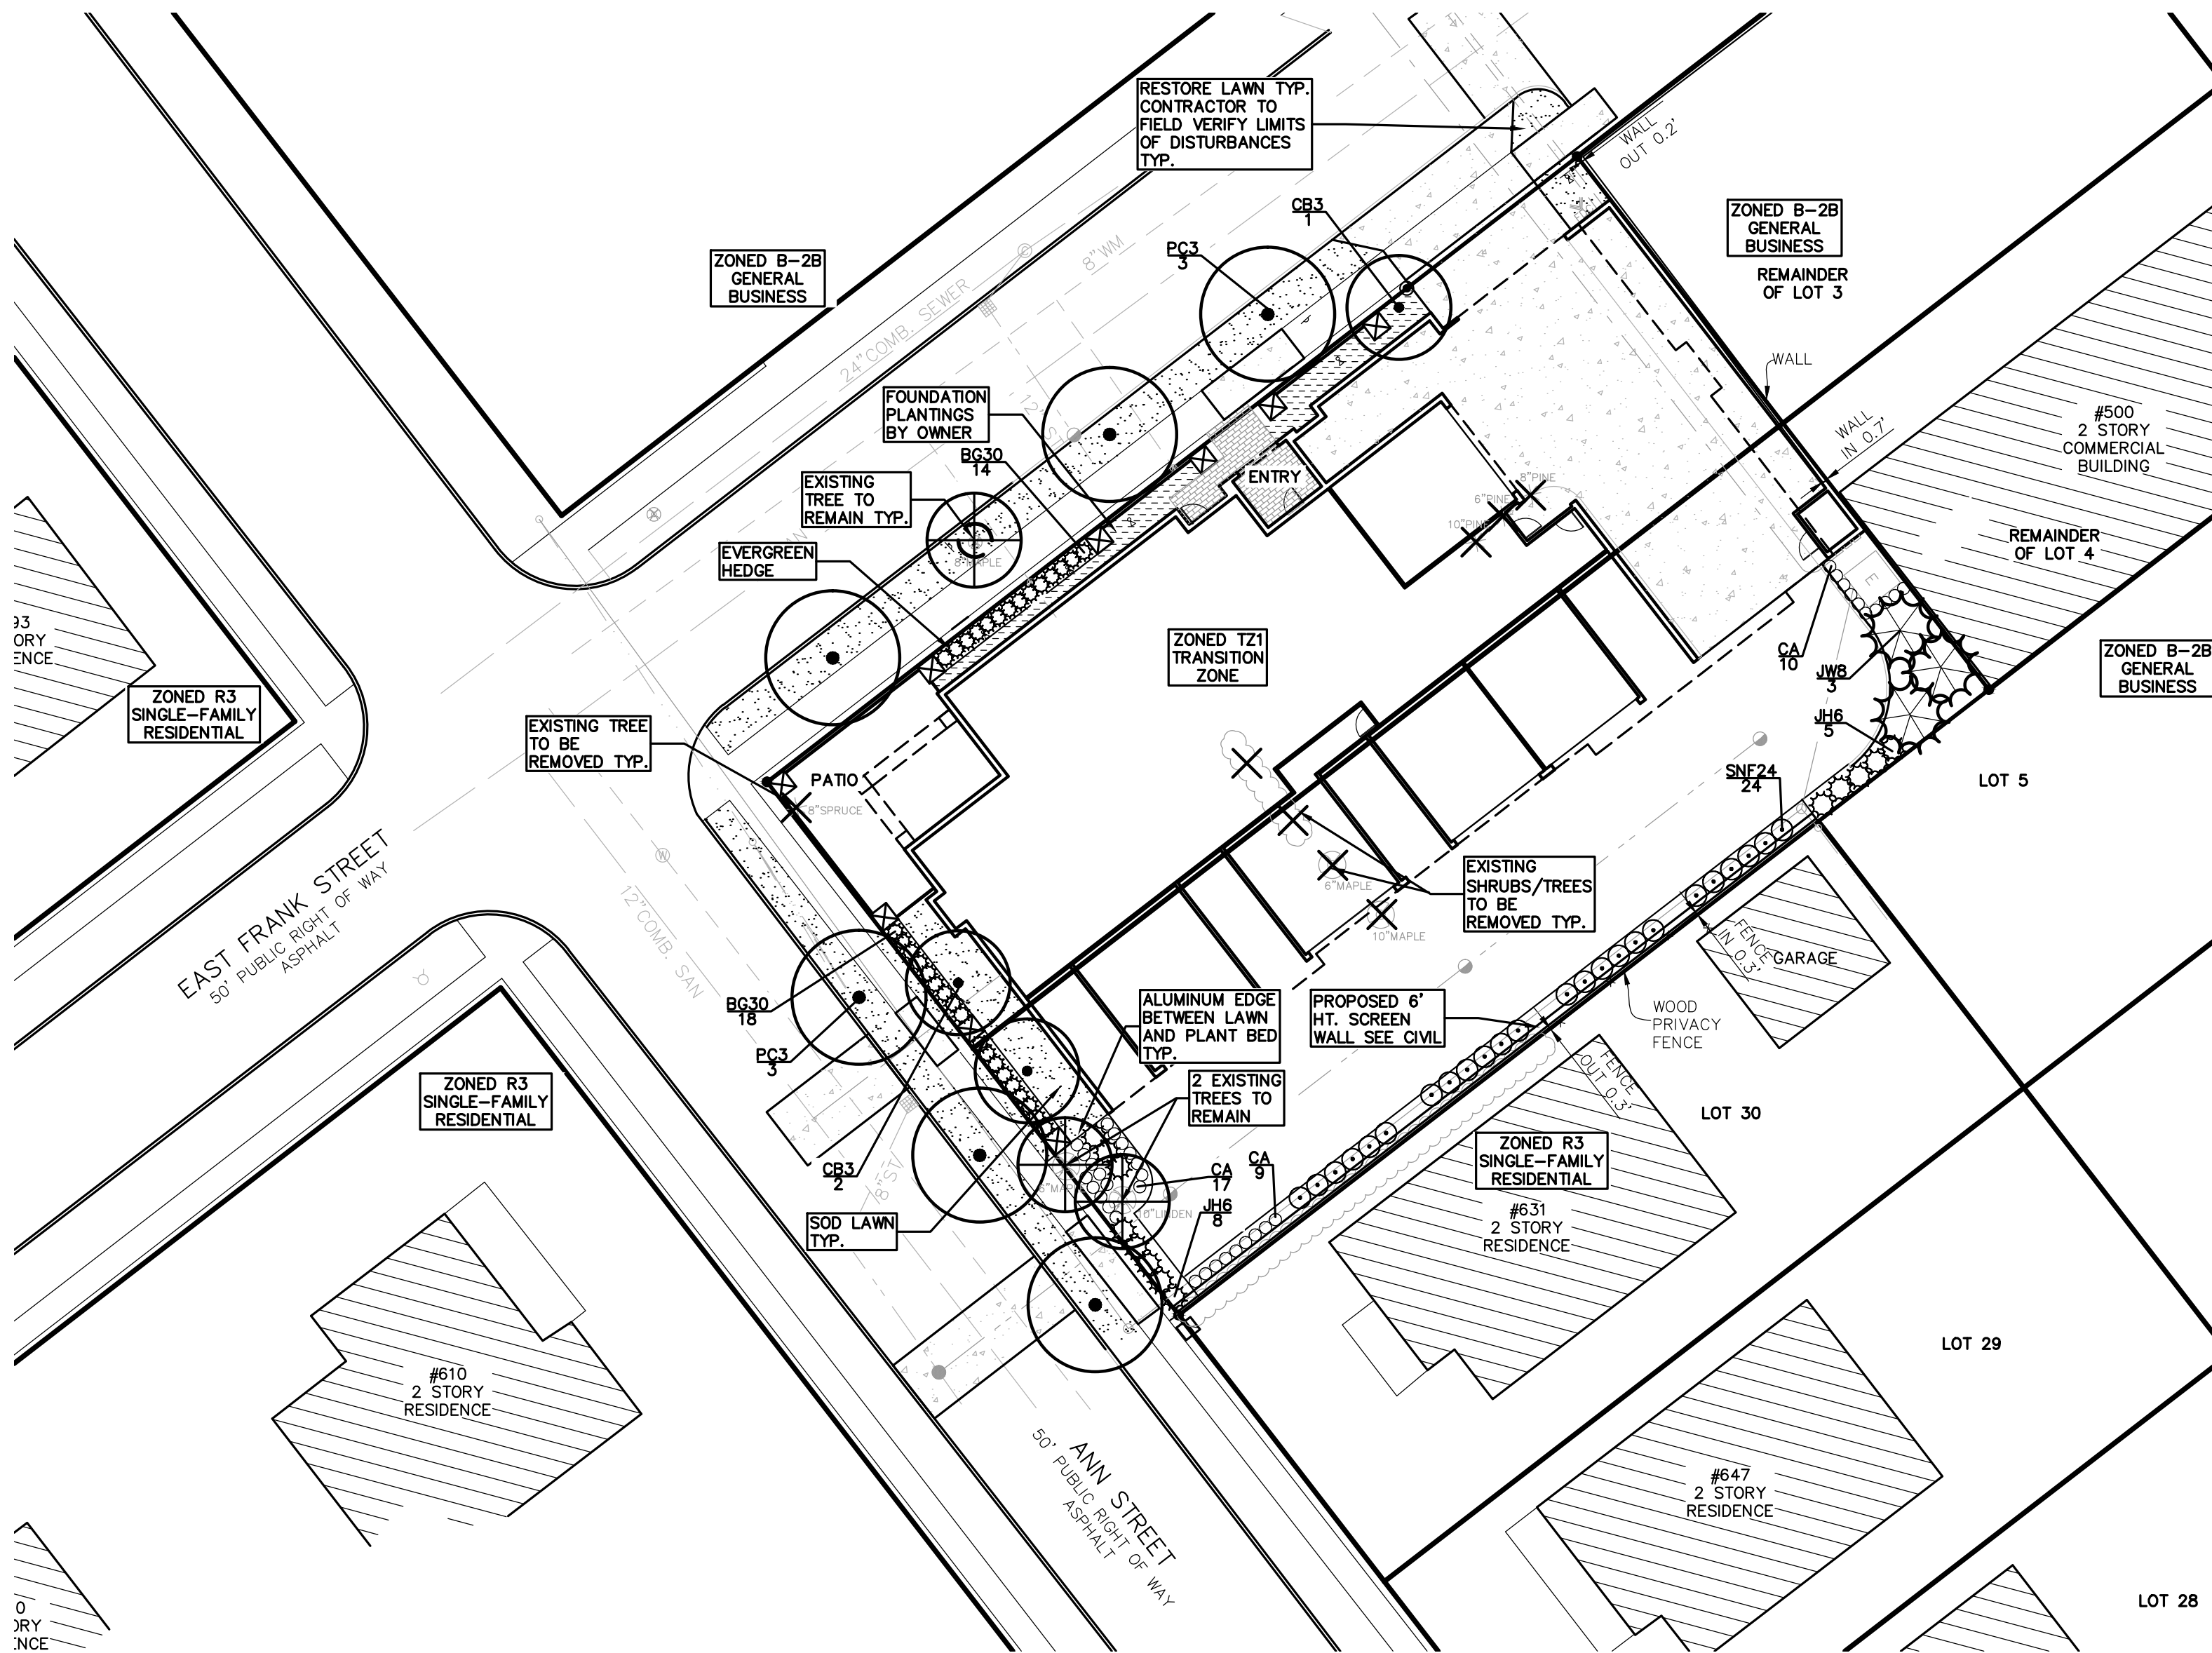 RESTORE LAWN TYP.
CONTRACTOR TO
FIELD VERIFY LIMITS
OF DISTURBANCES
TYP.
WALL
OUT 0.2'
CB3
1
PC3
3
ZONED B-2B
GENERAL
BUSINESS
REMAINDER
OF LOT 3
ZONED B-2B
GENERAL
BUSINESS
8"WM
24"COMB. SEWER
WALL
FOUNDATION
PLANTINGS
BY OWNER
WALL
IN 0.7'
#500
2 STORY
COMMERCIAL
BUILDING
BG30
14
ENTRY
EXISTING
TREE TO
REMAIN TYP.
8"PINE
6"PINE
10"PINE
REMAINDER
OF LOT 4
EVERGREEN
HEDGE
8"MAPLE
E
93
ORY
ENCE
ZONED TZ1
TRANSITION
ZONE
CA
10
JW8
3
ZONED B-2B
GENERAL
BUSINESS
ZONED R3
SINGLE-FAMILY
RESIDENTIAL
EXISTING TREE
TO BE
REMOVED TYP.
JH6
5
PATIO
8"SPRUCE
SNF24
24
LOT 5
EAST FRANK STREET
50' PUBLIC RIGHT OF WAY
ASPHALT
12"COMB. SAN
6"MAPLE
10"MAPLE
EXISTING
SHRUBS/TREES
TO BE
REMOVED TYP.
FENCE
IN 0.3'
GARAGE
BG30
18
ALUMINUM EDGE
BETWEEN LAWN
AND PLANT BED
TYP.
PROPOSED 6'
HT. SCREEN
WALL SEE CIVIL
WOOD
PRIVACY
FENCE
PC3
3
ZONED R3
SINGLE-FAMILY
RESIDENTIAL
2 EXISTING
TREES TO
REMAIN
FENCE
OUT 0.3'
LOT 30
CB3
2
8"ST
CA
17
CA
9
ZONED R3
SINGLE-FAMILY
RESIDENTIAL
JH6
8
SOD LAWN
TYP.
#631
2 STORY
RESIDENCE
LOT 29
#610
2 STORY
RESIDENCE
ANN STREET
50' PUBLIC RIGHT OF WAY
ASPHALT
#647
2 STORY
RESIDENCE
0
ORY
ENCE
LOT 28